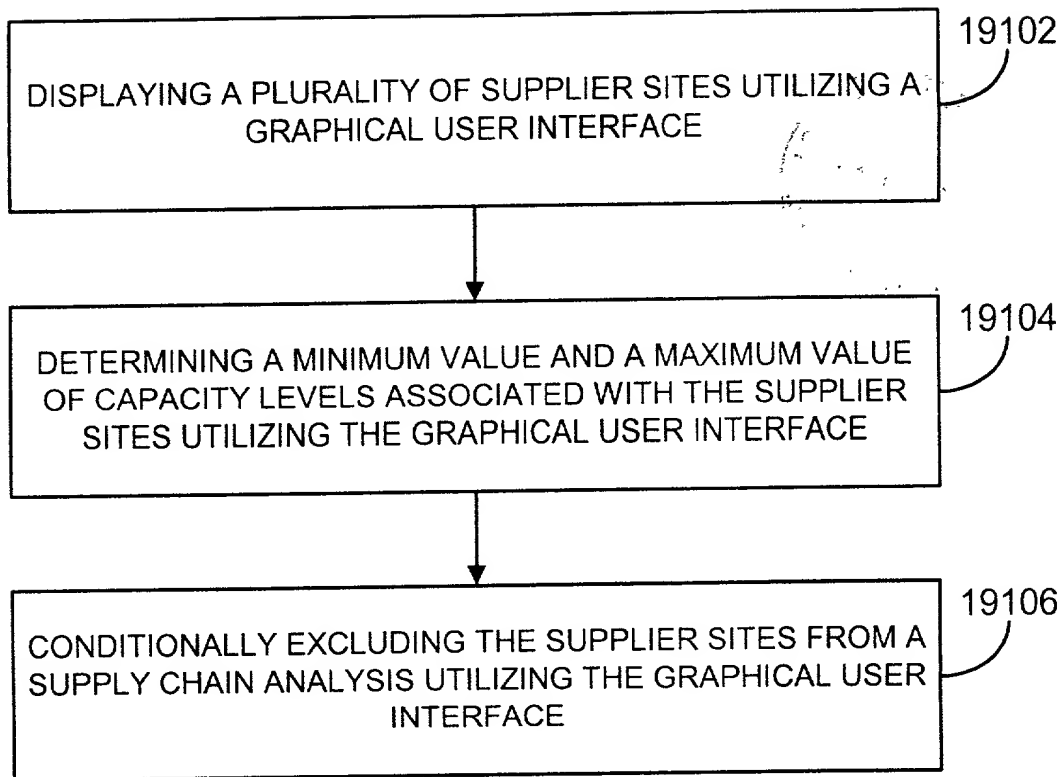 19102
DISPLAYING A PLURALITY OF SUPPLIER SITES UTILIZING A
GRAPHICAL USER INTERFACE
19104
DETERMINING A MINIMUM VALUE AND A MAXIMUM VALUE
OF CAPACITY LEVELS ASSOCIATED WITH THE SUPPLIER
SITES UTILIZING THE GRAPHICAL USER INTERFACE
19106
CONDITIONALLY EXCLUDING THE SUPPLIER SITES FROM A
SUPPLY CHAIN ANALYSIS UTILIZING THE GRAPHICAL USER
INTERFACE